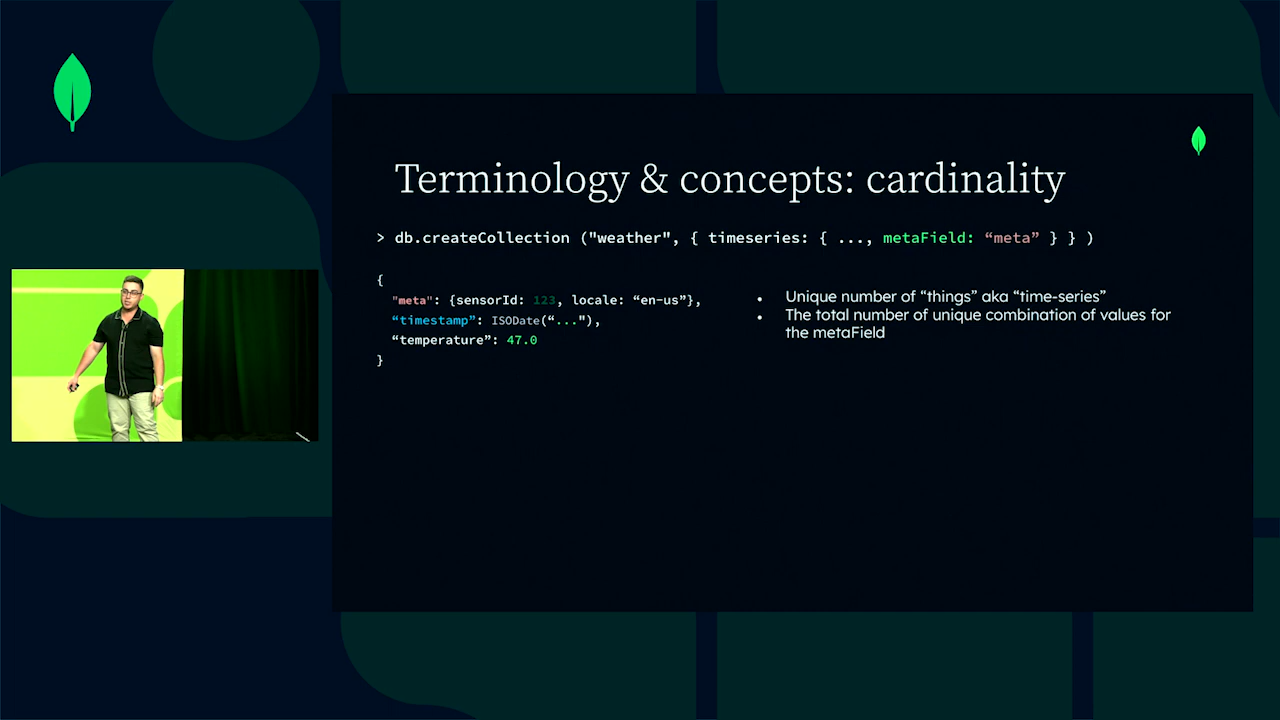 Terminology & concepts: cardinality
> db.createCollection ("weather", { timeseries: { ..., metaField: “meta” } } )
{
"meta": {sensorId: 123, locale: “en-us”},
“timestamp”: ISODate(“..."),
“temperature”: 47.0
}
• Unique number of “things” aka “time-series”
• The total number of unique combination of values for
the metaField